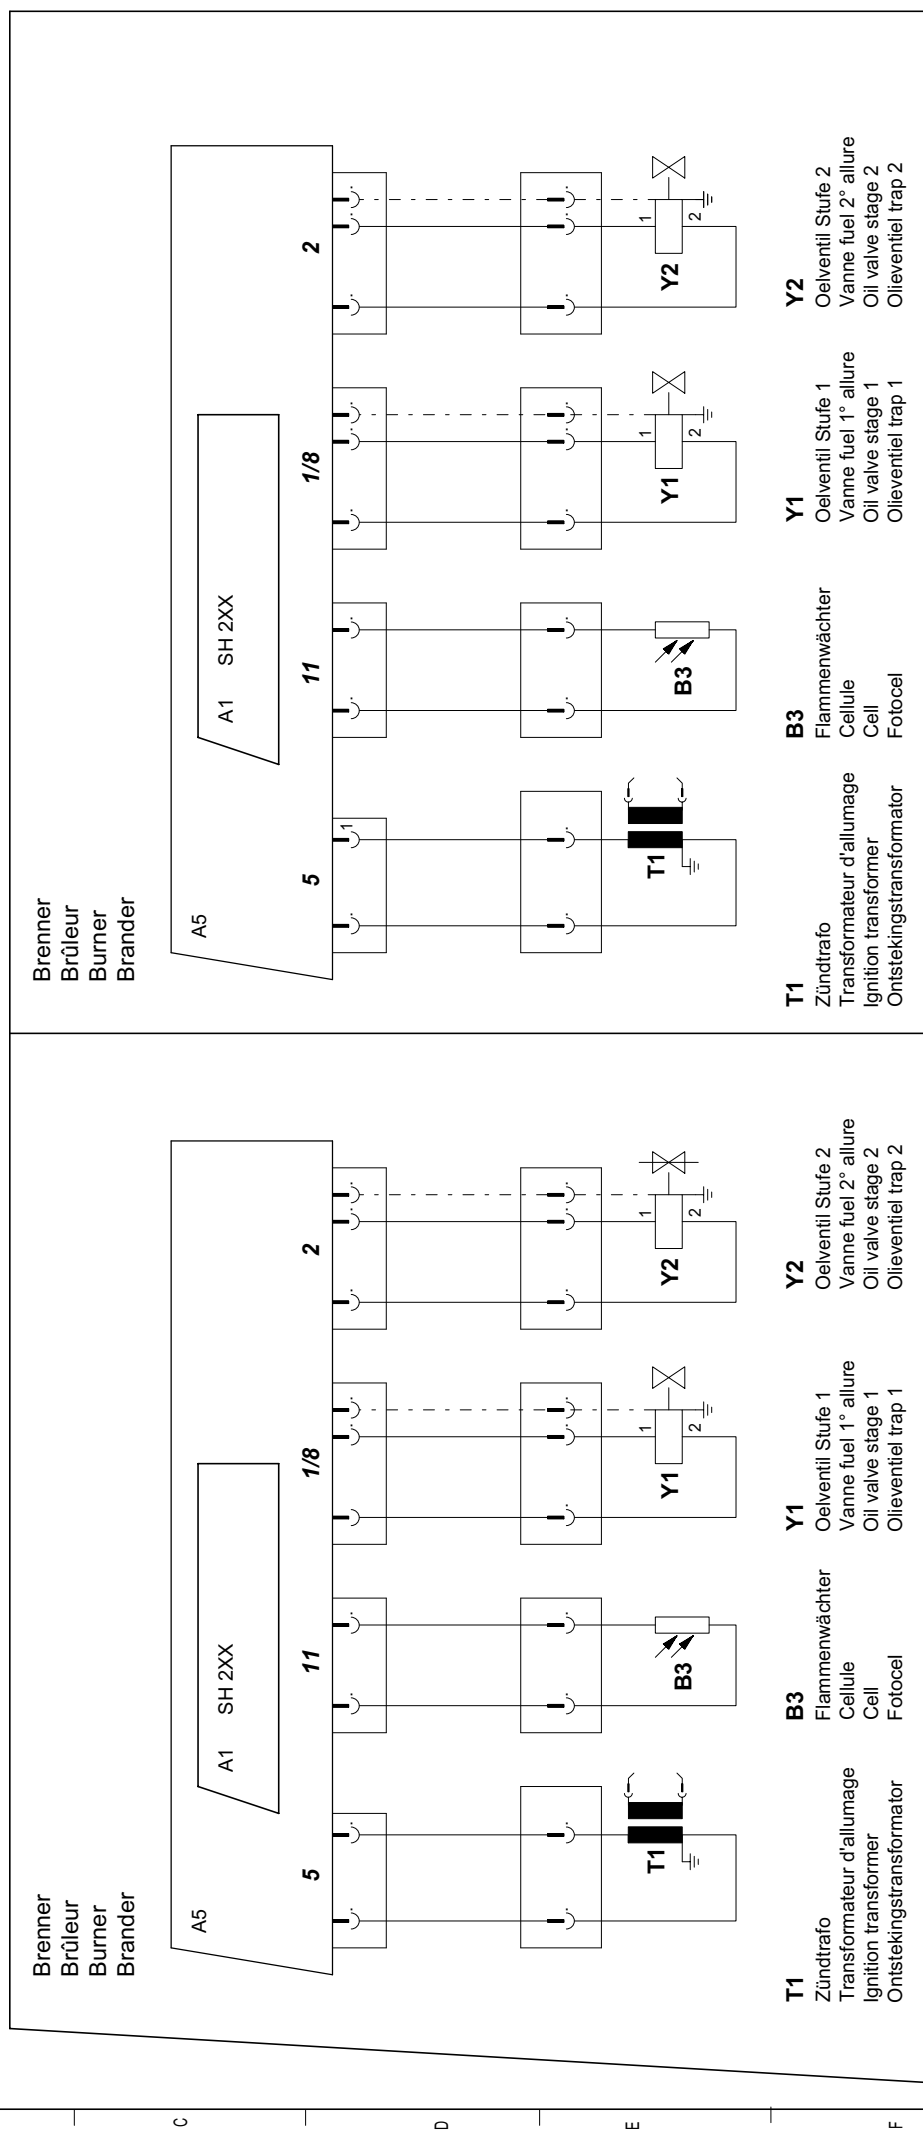 Brenner
Brûleur
Burner
Brander
A5
A1 SH 2XX
5
11
1/8
2
T1
B3
Y1
1
2
Y2
1
2
T1
Zündtrafo
Transformateur d'allumage
Ignition transformer
Ontstekingstransformator
B3
Flammenwächter
Cellule
Cell
Fotocel
Y1
Oelventil Stufe 1
Vanne fuel 1° allure
Oil valve stage 1
Olieventiel trap 1
Y2
Oelventil Stufe 2
Vanne fuel 2° allure
Oil valve stage 2
Olieventiel trap 2
Brenner
Brûleur
Burner
Brander
A5
A1 SH 2XX
5
11
1/8
2
1
T1
B3
Y1
1
2
Y2
1
2
T1
Zündtrafo
Transformateur d'allumage
Ignition transformer
Ontstekingstransformator
B3
Flammenwächter
Cellule
Cell
Fotocel
Y1
Oelventil Stufe 1
Vanne fuel 1° allure
Oil valve stage 1
Olieventiel trap 1
Y2
Oelventil Stufe 2
Vanne fuel 2° allure
Oil valve stage 2
Olieventiel trap 2
C
D
E
F